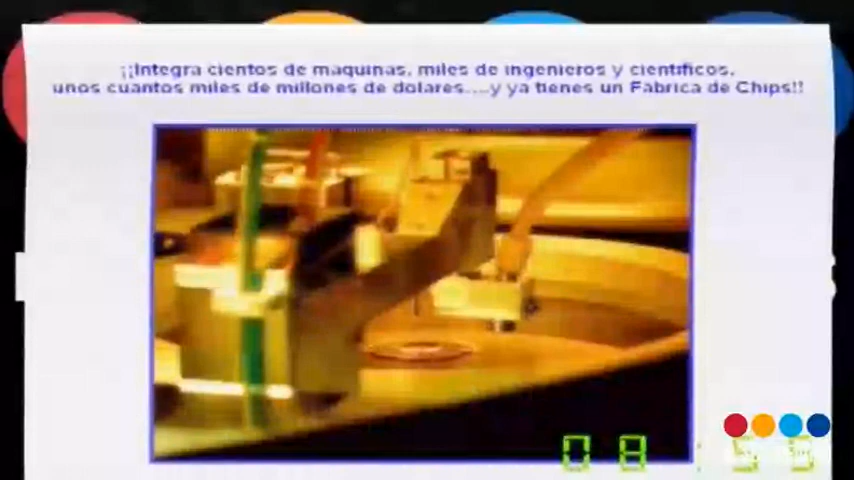 ¡¡Integra cientos de maquinas, miles de ingenieros y cientificos,
unos cuantos miles de millones de dolares....y ya tienes un Fabrica de Chips!!
08:59